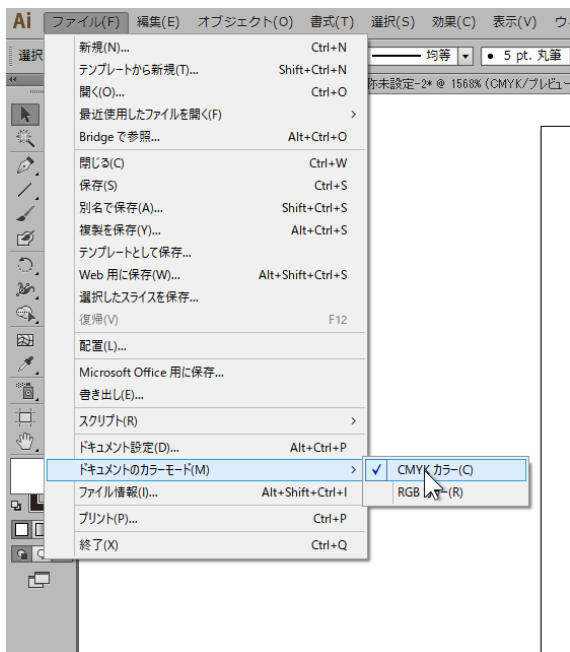 Ai ファイル(F) 編集(E) オブジェクト(O) 書式(T) 選択(S) 効果(C) 表示(V)
選択
均等 5 pt. 丸筆
新規(N)... Ctrl+N
テンプレートから新規(T)... Shift+Ctrl+N
開く(O)... Ctrl+O
最近使用したファイルを開く(F)
Bridge で参照... Alt+Ctrl+O
閉じる(C) Ctrl+W
保存(S) Ctrl+S
別名で保存(A)... Shift+Ctrl+S
複製を保存(Y)... Alt+Ctrl+S
テンプレートとして保存...
Web 用に保存(W)... Alt+Shift+Ctrl+S
選択したスライスを保存...
復帰(V) F12
配置(L)...
Microsoft Office 用に保存...
書き出し(E)...
スクリプト(R)
ドキュメント設定(D)... Alt+Ctrl+P
ドキュメントのカラーモード(M)
ファイル情報(I)... Alt+Shift+Ctrl+I
プリント(P)... Ctrl+P
終了(X) Ctrl+Q
称未設定-2* @ 1568% (CMYK/プレビュー
CMYK カラー(C)
RGB カラー(R)